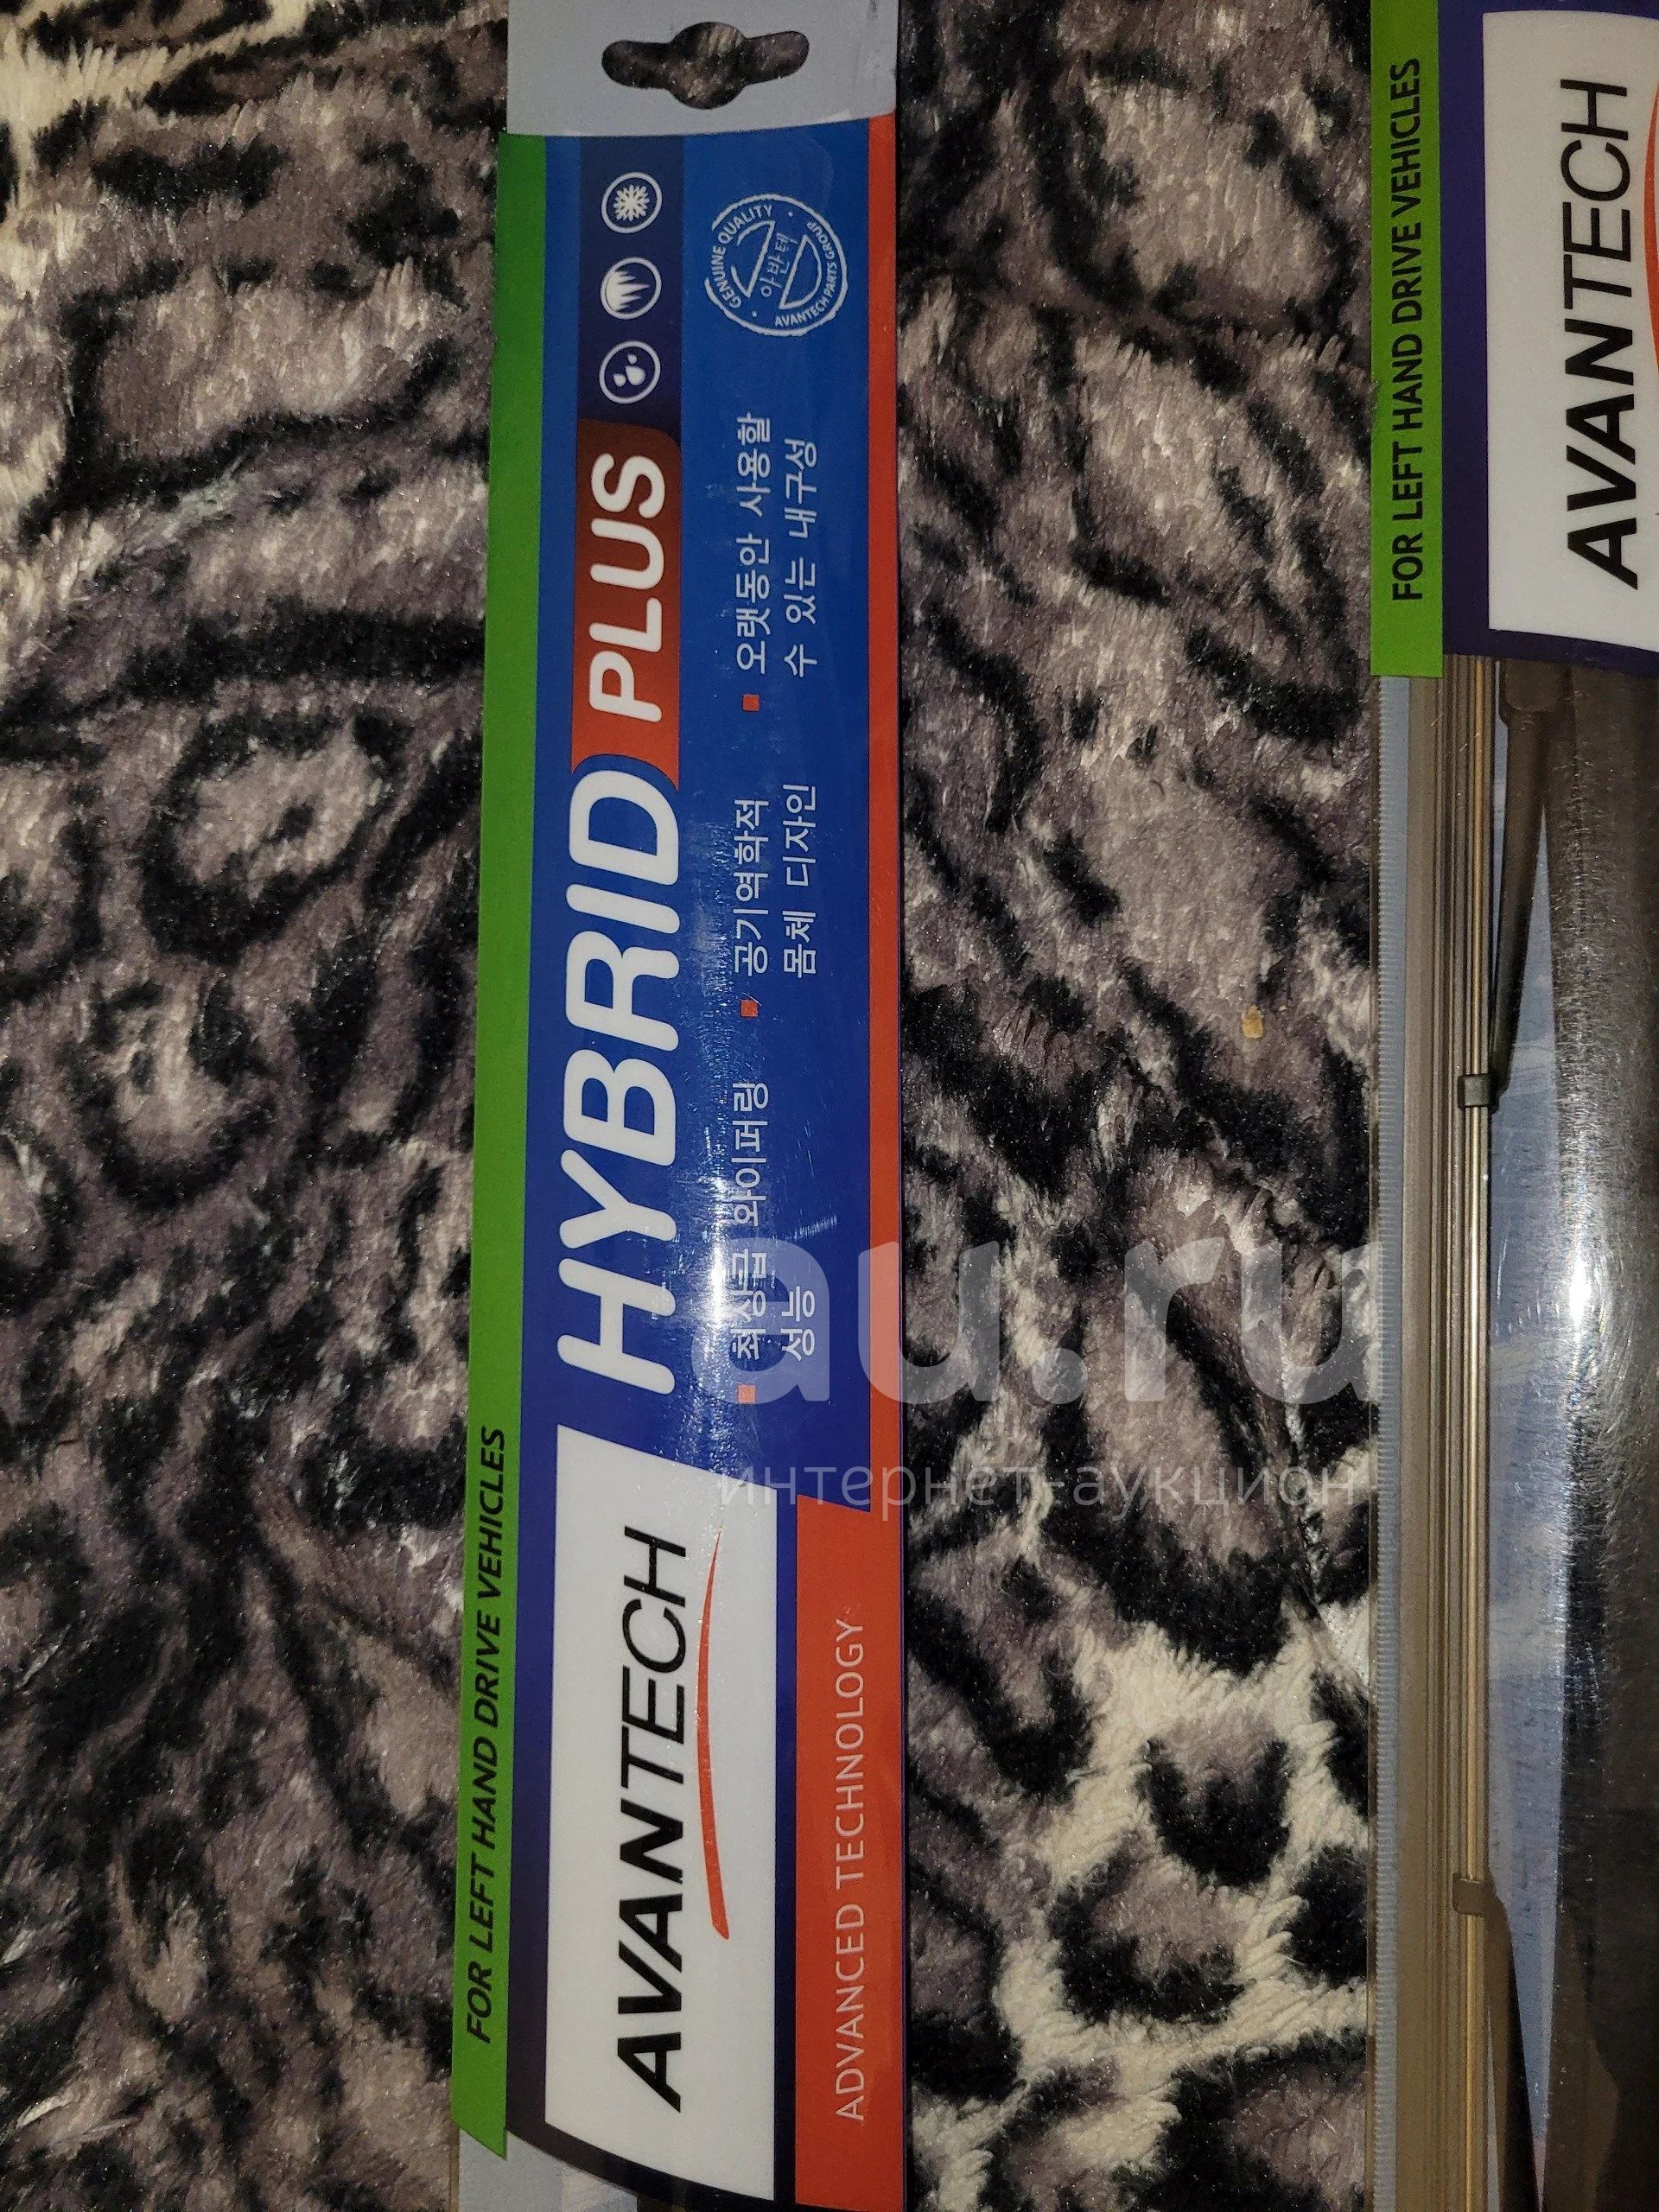 FOR LEFT HAND DRIVE VEHICLES
AVANTECH
HYBRID PLUS
최상급 와이퍼링
성능
공기역학적
몸체 디자인
오랫동안 사용할
수 있는 내구성
GENUINE QUALITY
아반텍
AVANTECH PARTS GROUP
ADVANCED TECHNOLOGY
FOR LEFT HAND DRIVE VEHICLES
AVANTECH
au.ru
интернет-аукцион